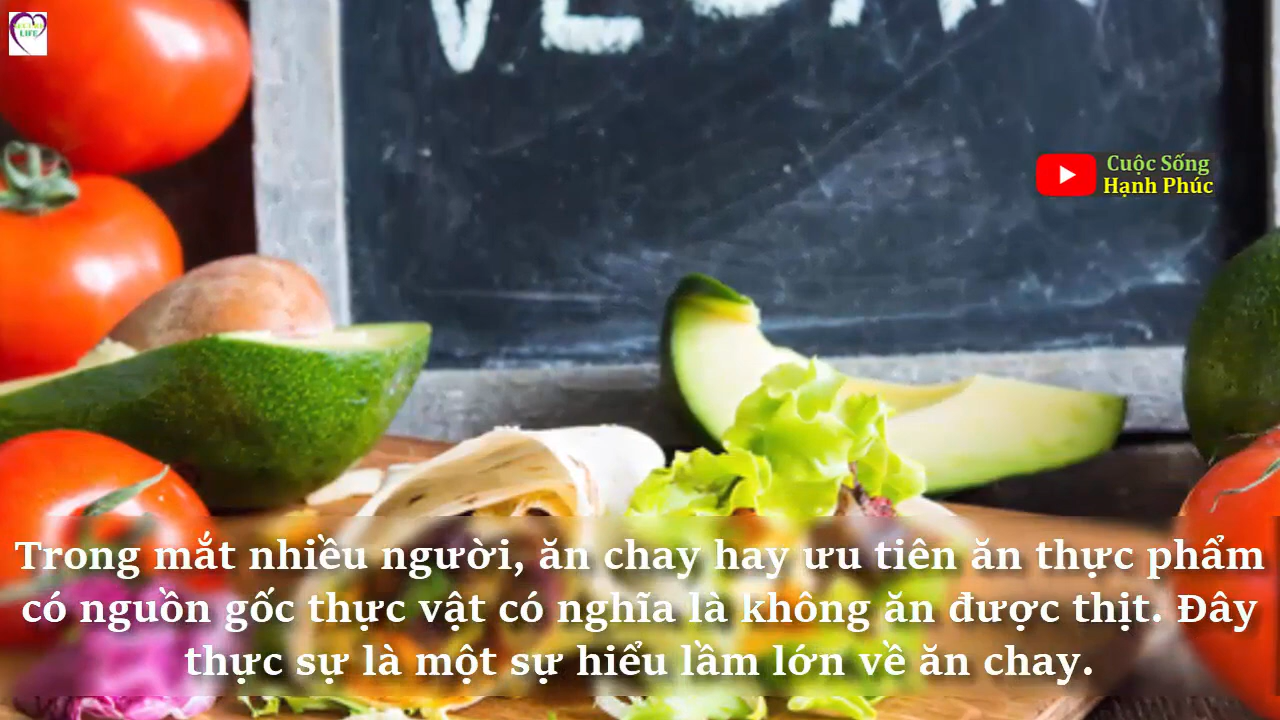 LIFE
VEGAN
Cuộc Sống
Hạnh Phúc
Trong mắt nhiều người, ăn chay hay ưu tiên ăn thực phẩm
có nguồn gốc thực vật có nghĩa là không ăn được thịt. Đây
thực sự là một sự hiểu lầm lớn về ăn chay.